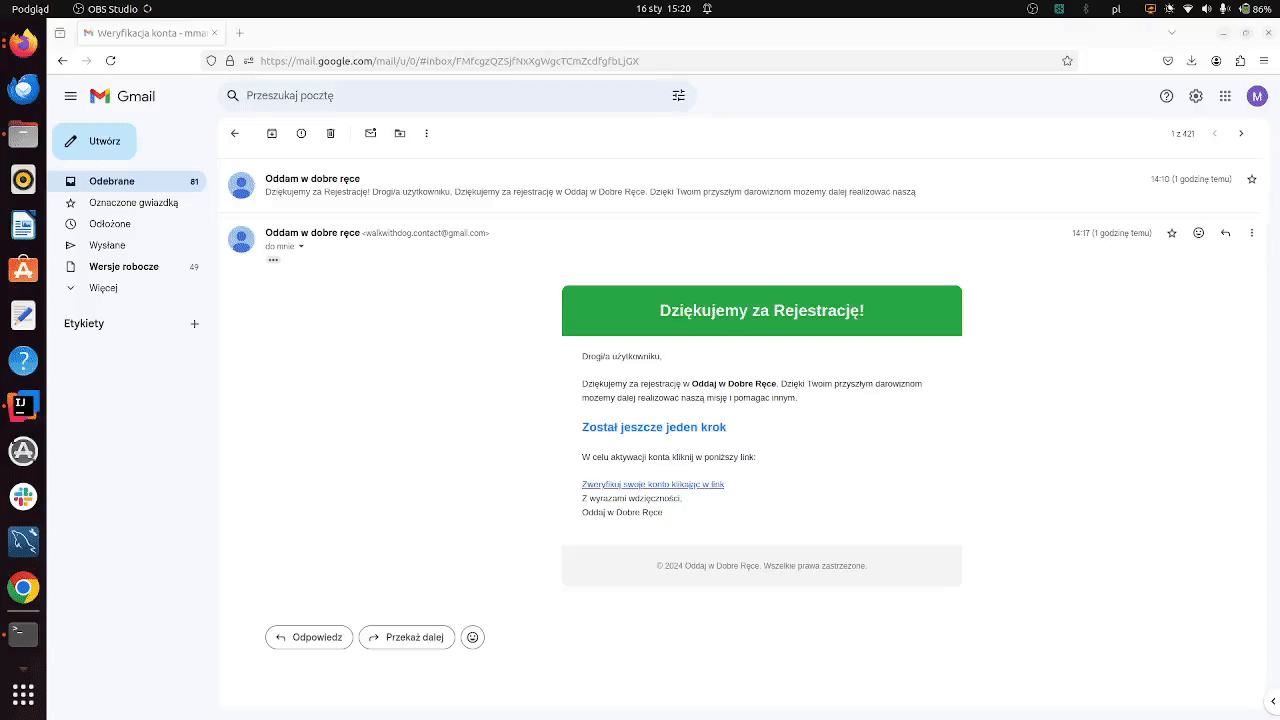 Podgląd OBS Studio 16 sty 15:20 pl 86%
Weryfikacja konta - mmar
https://mail.google.com/mail/u/0/#inbox/FMfcgzQZSjfNxXgWgcTCmZcdfgfbLjGX
Gmail Przeszukaj pocztę M
Utwórz 1 z 421
Odebrane 81
Oznaczone gwiazdką
Odłożone
Wysłane
Wersje robocze 49
Więcej
Etykiety
Oddam w dobre ręce 14:10 (1 godzinę temu)
Dziękujemy za Rejestrację! Drogi/a użytkowniku, Dziękujemy za rejestrację w Oddaj w Dobre Ręce. Dzięki Twoim przyszłym darowiznom możemy dalej realizować naszą
Oddam w dobre ręce <walkwithdog.contact@gmail.com> 14:17 (1 godzinę temu)
do mnie
Dziękujemy za Rejestrację!
Drogi/a użytkowniku,
Dziękujemy za rejestrację w Oddaj w Dobre Ręce. Dzięki Twoim przyszłym darowiznom
możemy dalej realizować naszą misję i pomagać innym.
Został jeszcze jeden krok
W celu aktywacji konta kliknij w poniższy link:
Zweryfikuj swoje konto klikając w link
Z wyrazami wdzięczności,
Oddaj w Dobre Ręce
© 2024 Oddaj w Dobre Ręce. Wszelkie prawa zastrzeżone.
Odpowiedz Przekaż dalej